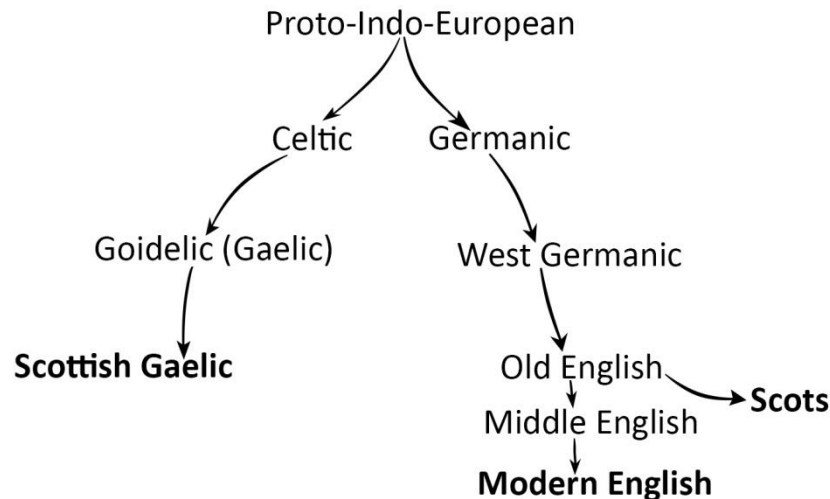 Proto-Indo-European
Celtic
Germanic
Goidelic (Gaelic)
West Germanic
Scottish Gaelic
Old English
Scots
Middle English
Modern English